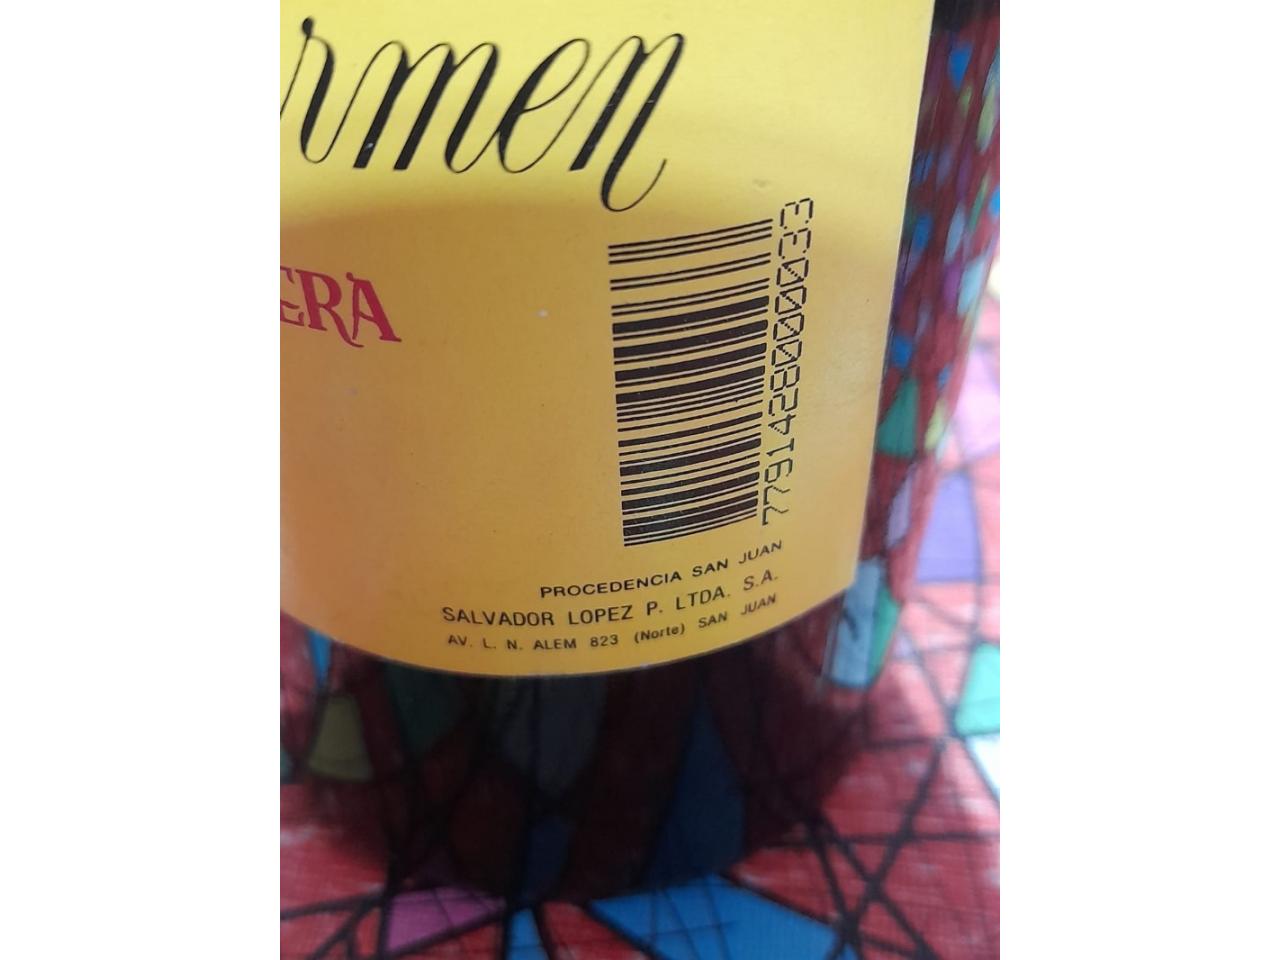 rmen
ERA
7791428000033
PROCEDENCIA SAN JUAN
SALVADOR LOPEZ P. LTDA. S.A.
AV. L. N. ALEM 823 (Norte) SAN JUAN